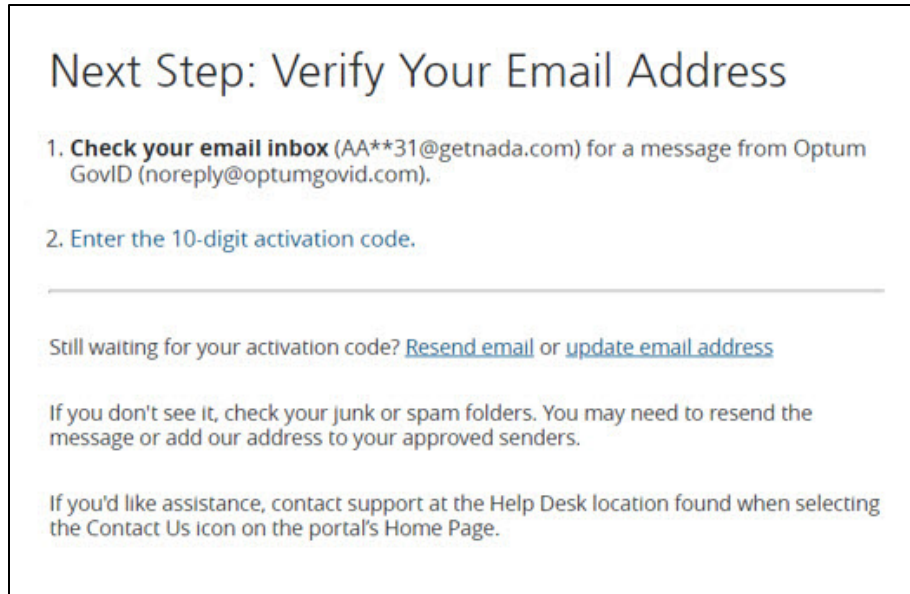 Next Step: Verify Your Email Address
1. Check your email inbox (AA**31@getnada.com) for a message from Optum
GovID (noreply@optumgovid.com).
2. Enter the 10-digit activation code.
Still waiting for your activation code? Resend email or update email address
If you don't see it, check your junk or spam folders. You may need to resend the
message or add our address to your approved senders.
If you'd like assistance, contact support at the Help Desk location found when selecting
the Contact Us icon on the portal's Home Page.